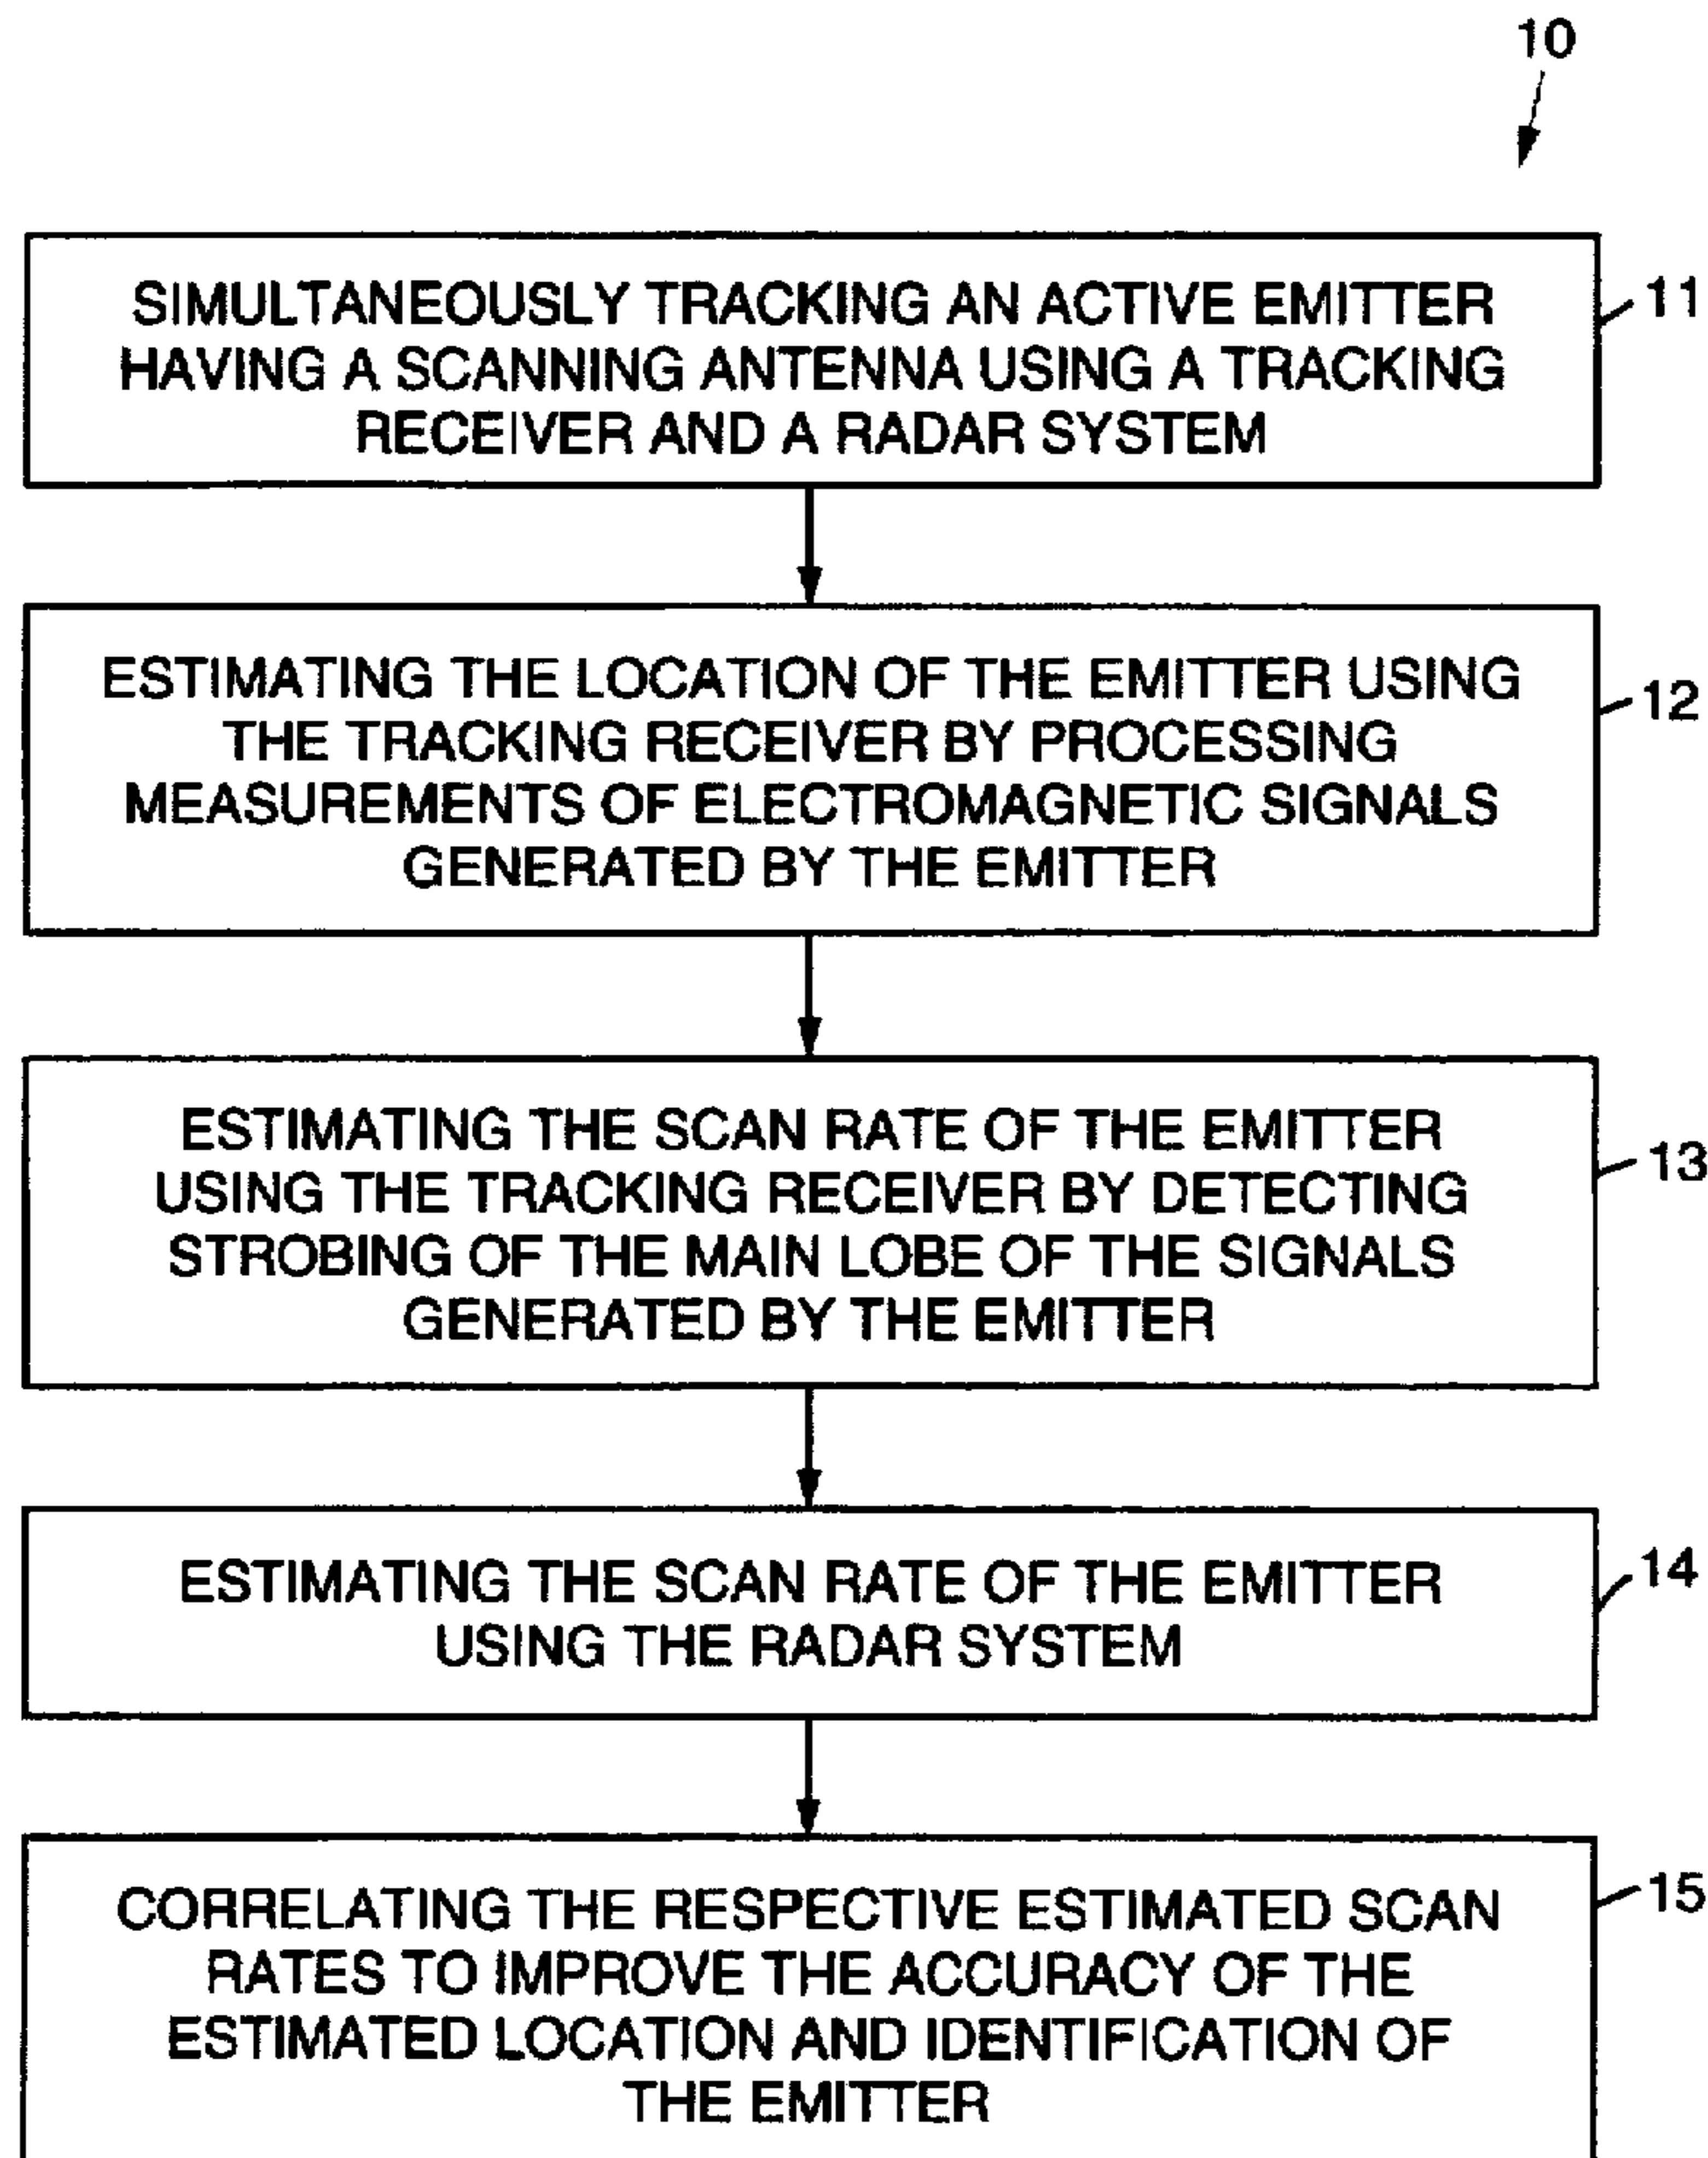 10
SIMULTANEOUSLY TRACKING AN ACTIVE EMITTER
HAVING A SCANNING ANTENNA USING A TRACKING
RECEIVER AND A RADAR SYSTEM
11
ESTIMATING THE LOCATION OF THE EMITTER USING
THE TRACKING RECEIVER BY PROCESSING
MEASUREMENTS OF ELECTROMAGNETIC SIGNALS
GENERATED BY THE EMITTER
12
ESTIMATING THE SCAN RATE OF THE EMITTER
USING THE TRACKING RECEIVER BY DETECTING
STROBING OF THE MAIN LOBE OF THE SIGNALS
GENERATED BY THE EMITTER
13
ESTIMATING THE SCAN RATE OF THE EMITTER
USING THE RADAR SYSTEM
14
CORRELATING THE RESPECTIVE ESTIMATED SCAN
RATES TO IMPROVE THE ACCURACY OF THE
ESTIMATED LOCATION AND IDENTIFICATION OF
THE EMITTER
15